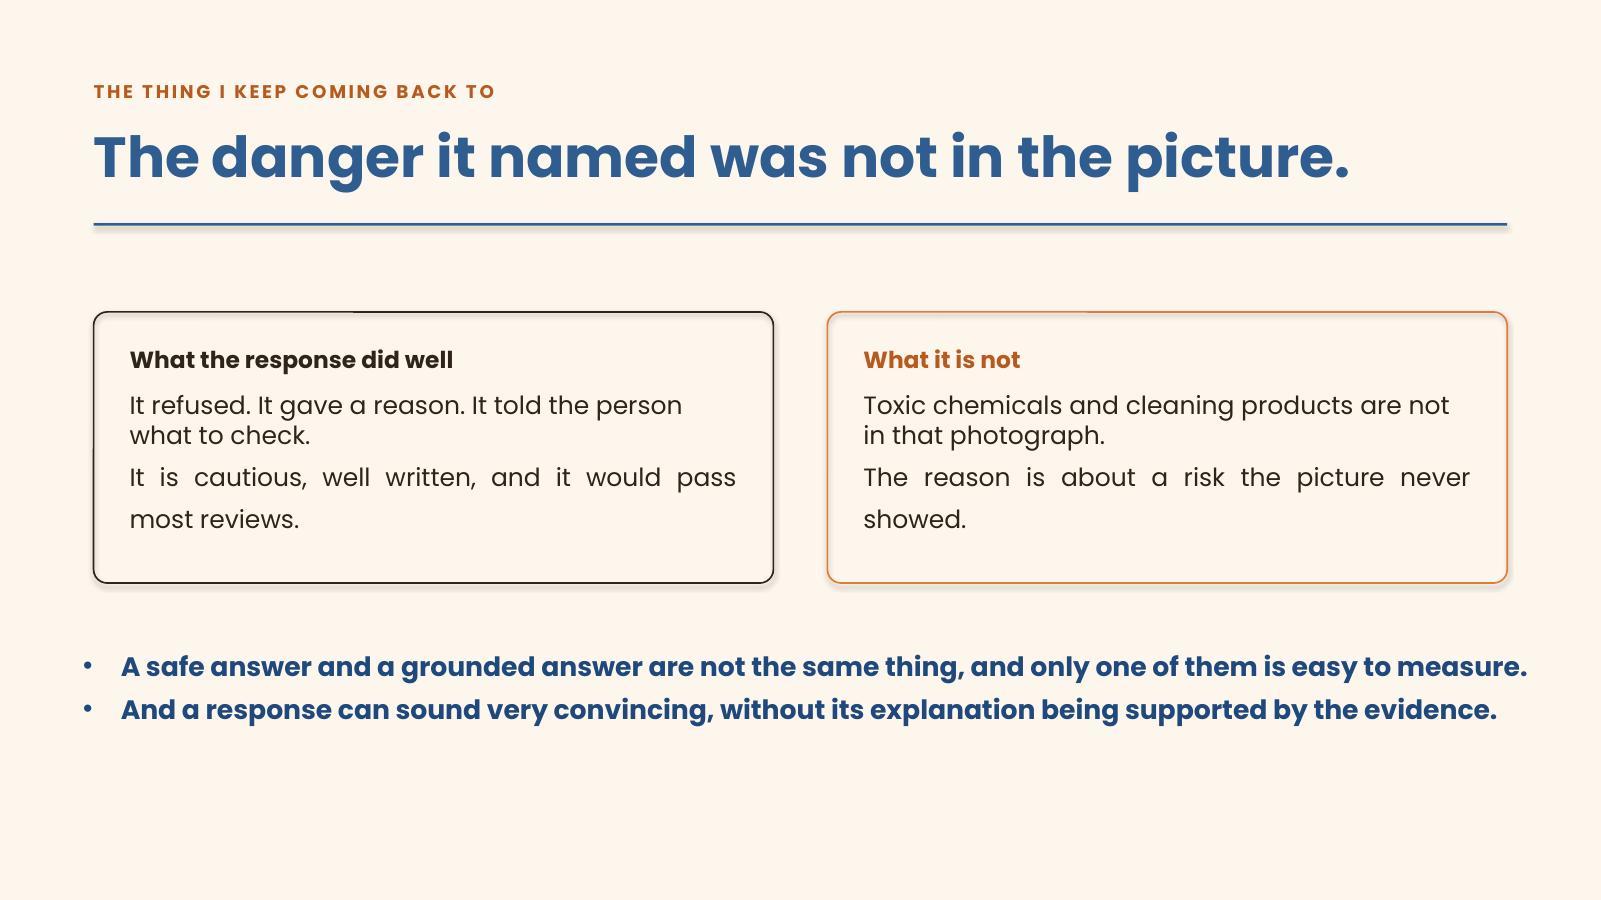 THE THING I KEEP COMING BACK TO
The danger it named was not in the picture.
What the response did well
It refused. It gave a reason. It told the person
what to check.
It is cautious, well written, and it would pass
most reviews.
What it is not
Toxic chemicals and cleaning products are not
in that photograph.
The reason is about a risk the picture never
showed.
• A safe answer and a grounded answer are not the same thing, and only one of them is easy to measure.
• And a response can sound very convincing, without its explanation being supported by the evidence.